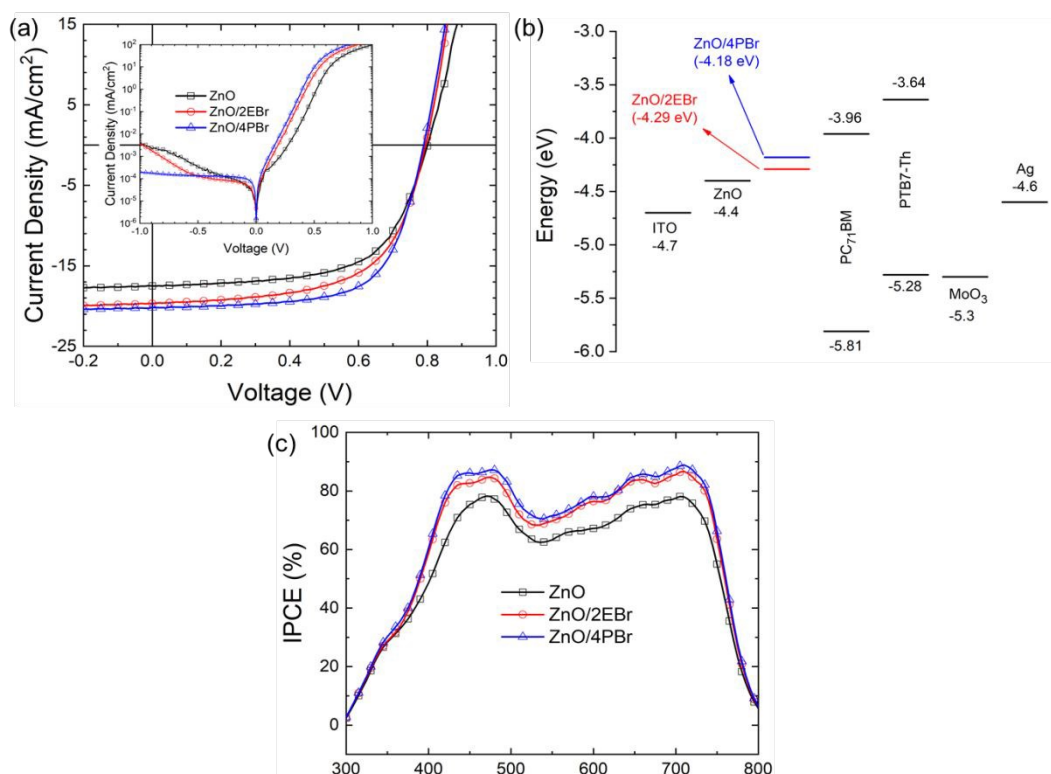 (a)
15
5
-5
-15
-25
Current Density (mA/cm²)
-0.2
0.0
0.2
0.4
0.6
0.8
1.0
Voltage (V)
10²
10¹
10⁰
10⁻¹
10⁻²
10⁻³
10⁻⁴
10⁻⁵
10⁻⁶
Current Density (mA/cm²)
-1.0
-0.5
0.0
0.5
1.0
Voltage (V)
ZnO
ZnO/2EBr
ZnO/4PBr
(b)
-3.0
-3.5
-4.0
-4.5
-5.0
-5.5
-6.0
Energy (eV)
ZnO/4PBr
(-4.18 eV)
ZnO/2EBr
(-4.29 eV)
ITO
-4.7
ZnO
-4.4
-3.96
PC₇₁BM
-5.81
-3.64
PTB7-Th
-5.28
MoO₃
-5.3
Ag
-4.6
(c)
100
80
60
40
20
0
IPCE (%)
300
400
500
600
700
800
ZnO
ZnO/2EBr
ZnO/4PBr